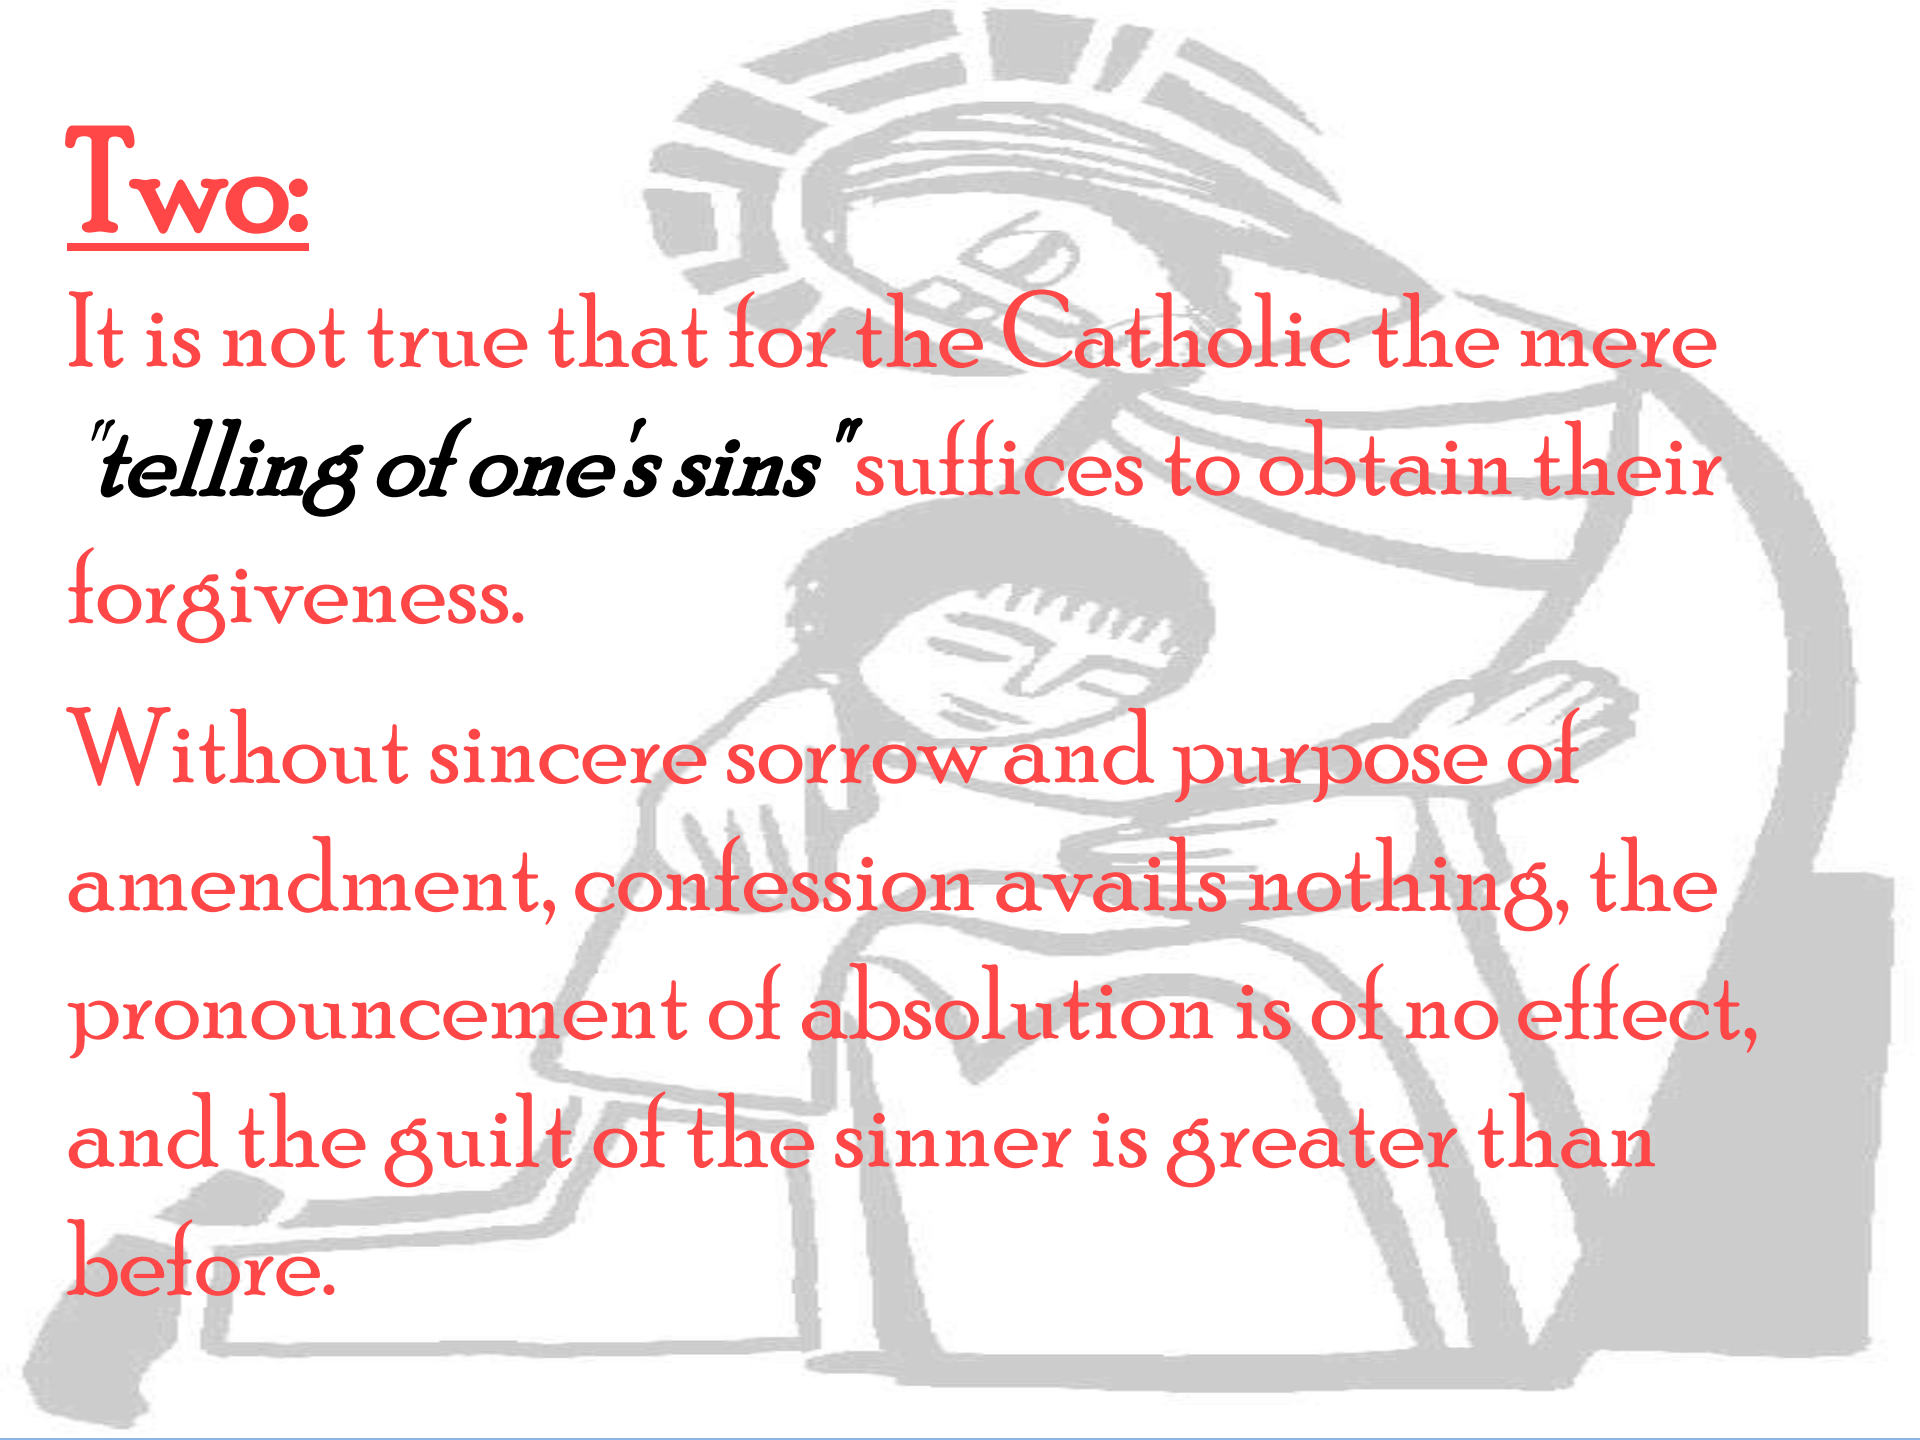 Two:
It is not true that for the Catholic the mere
"telling of one's sins" suffices to obtain their
forgiveness.
Without sincere sorrow and purpose of
amendment, confession avails nothing, the
pronouncement of absolution is of no effect,
and the guilt of the sinner is greater than
before.